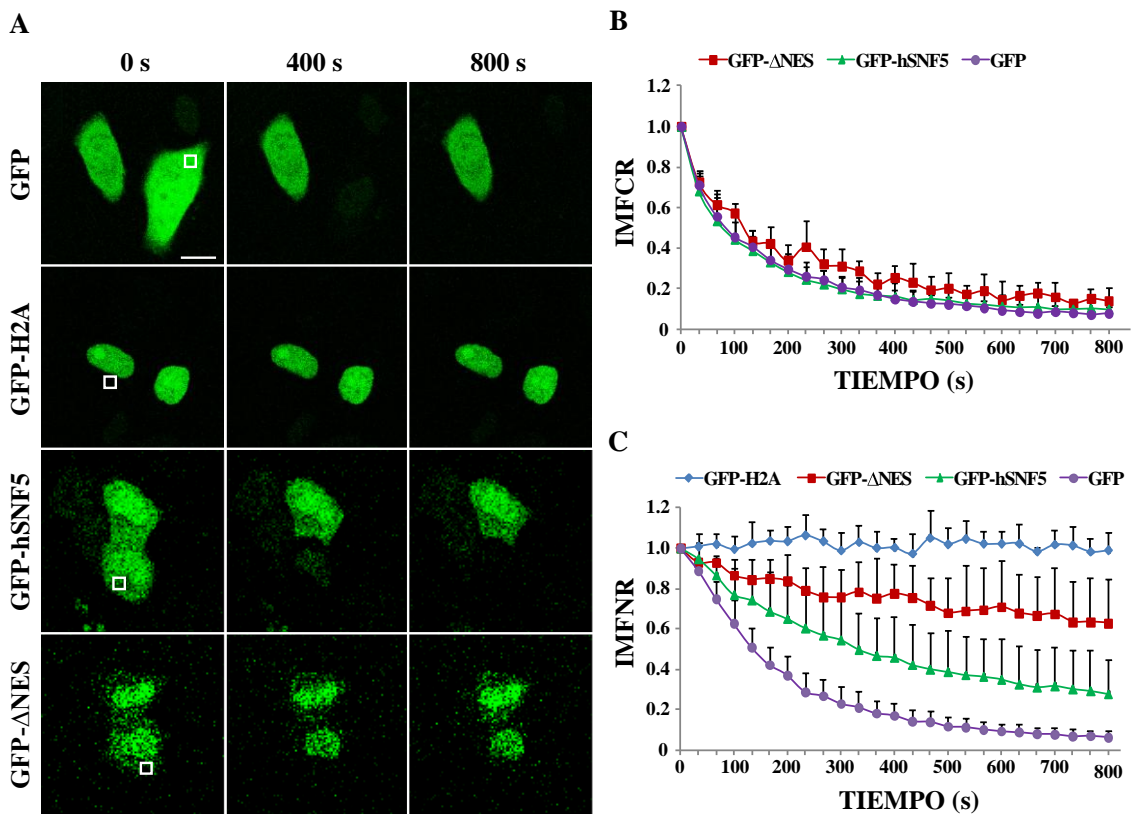 A
0 s 400 s 800 s
GFP
GFP-H2A
GFP-hSNF5
GFP-ΔNES
B
GFP-ΔNES GFP-hSNF5 GFP
IMFCR
1.2
1.0
0.8
0.6
0.4
0.2
0
0 100 200 300 400 500 600 700 800
TIEMPO (s)
C
GFP-H2A GFP-ΔNES GFP-hSNF5 GFP
IMFNR
1.2
1.0
0.8
0.6
0.4
0.2
0
0 100 200 300 400 500 600 700 800
TIEMPO (s)